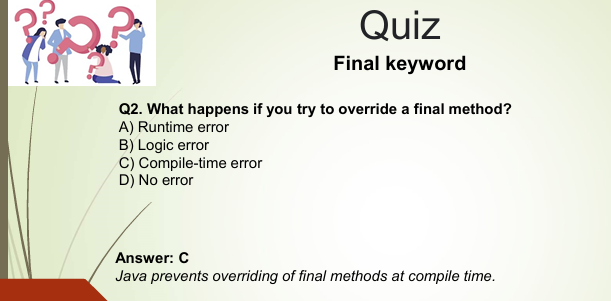 Quiz
Final keyword
Q2. What happens if you try to override a final method?
A) Runtime error
B) Logic error
C) Compile-time error
D) No error
Answer: C
Java prevents overriding of final methods at compile time.